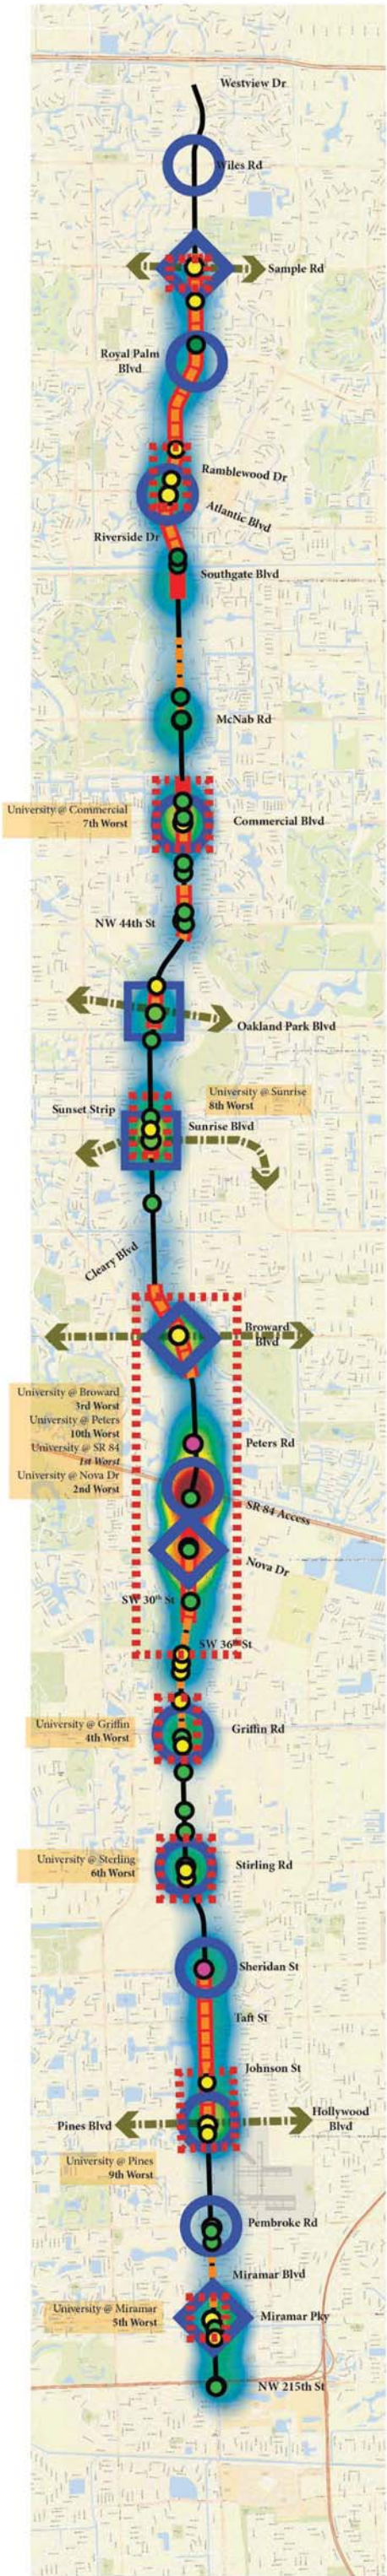 Westview Dr
Wiles Rd
Sample Rd
Royal Palm
Blvd
Ramblewood Dr
Atlantic Blvd
Riverside Dr
Southgate Blvd
McNab Rd
University @ Commercial
7th Worst
Commercial Blvd
NW 44th St
Oakland Park Blvd
University @ Sunrise
8th Worst
Sunset Strip
Sunrise Blvd
Cleary Blvd
Broward
Blvd
University @ Broward
3rd Worst
University @ Peters
10th Worst
University @ SR 84
1st Worst
University @ Nova Dr
2nd Worst
Peters Rd
SR 84 Access
Nova Dr
SW 30th St
SW 36th St
University @ Griffin
4th Worst
Griffin Rd
University @ Sterling
6th Worst
Stirling Rd
Sheridan St
Taft St
Johnson St
Hollywood
Blvd
Pines Blvd
University @ Pines
9th Worst
Pembroke Rd
Miramar Blvd
University @ Miramar
5th Worst
Miramar Pky
NW 215th St